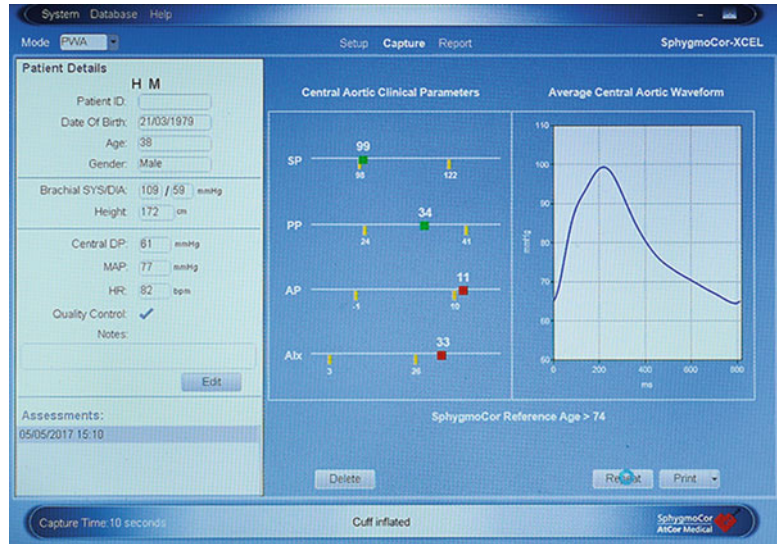 System Database Help
Mode PWA
Setup Capture Report
SphygmoCor-XCEL
Patient Details
H M
Patient ID:
Date Of Birth: 21/03/1979
Age: 38
Gender: Male
Brachial SYS/DIA: 109 / 59 mmHg
Height: 172 cm
Central DP: 61 mmHg
MAP: 77 mmHg
HR: 82 bpm
Quality Control: ✓
Notes:
Edit
Assessments:
05/05/2017 15:10
Central Aortic Clinical Parameters
SP 99
98 122
PP 34
24 41
AP 11
-1 10
AIx 33
3 26
Average Central Aortic Waveform
110
100
90
mmHg
80
70
60
50
0 200 400 600 800
ms
SphygmoCor Reference Age > 74
Delete
Repeat
Print
Capture Time:10 seconds
Cuff inflated
SphygmoCor
AtCor Medical